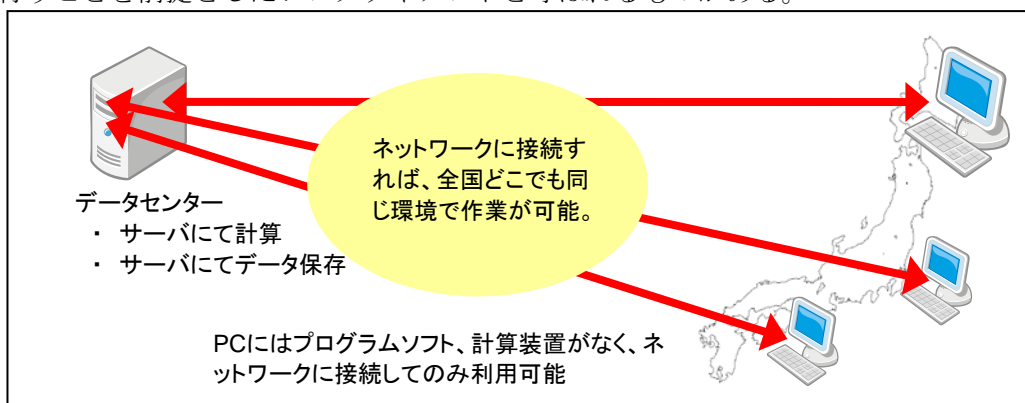 ネットワークに接続す
れば、全国どこでも同
じ環境で作業が可能。
データセンター
・ サーバにて計算
・ サーバにてデータ保存
PCにはプログラムソフト、計算装置がなく、ネ
ットワークに接続してのみ利用可能